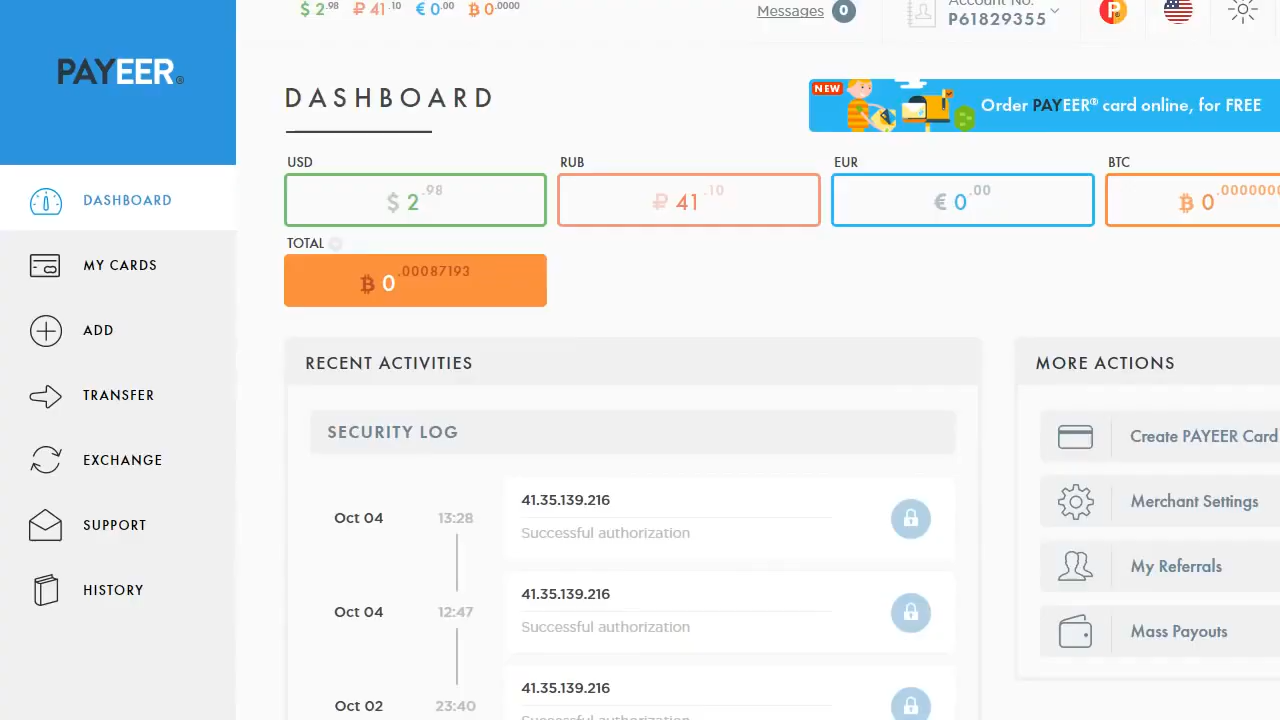 $ 2.98 ₽ 41.10 € 0.00 ₿ 0.0000
Messages 0
Account No.
P61829355
PAYEER®
DASHBOARD
NEW
Order PAYEER® card online, for FREE
USD
RUB
EUR
BTC
$ 2.98
₽ 41.10
€ 0.00
₿ 0.0000000
TOTAL
₿ 0.00087193
DASHBOARD
MY CARDS
ADD
TRANSFER
EXCHANGE
SUPPORT
HISTORY
RECENT ACTIVITIES
SECURITY LOG
Oct 04 13:28
41.35.139.216
Successful authorization
Oct 04 12:47
41.35.139.216
Successful authorization
Oct 02 23:40
41.35.139.216
Successful authorization
MORE ACTIONS
Create PAYEER Card
Merchant Settings
My Referrals
Mass Payouts